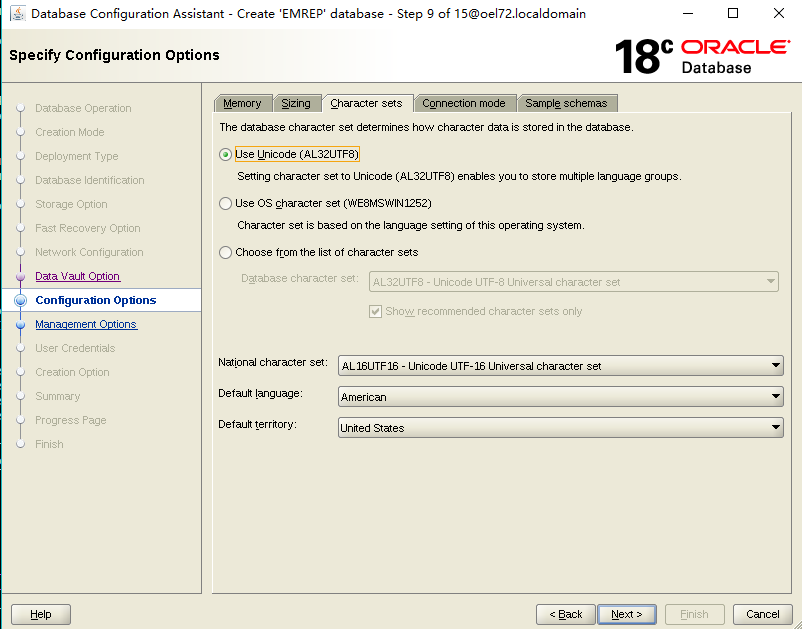 Database Configuration Assistant - Create 'EMREP' database - Step 9 of 15@oel72.localdomain
Specify Configuration Options
18c ORACLE
Database
Database Operation
Creation Mode
Deployment Type
Database Identification
Storage Option
Fast Recovery Option
Network Configuration
Data Vault Option
Configuration Options
Management Options
User Credentials
Creation Option
Summary
Progress Page
Finish
Memory Sizing Character sets Connection mode Sample schemas
The database character set determines how character data is stored in the database.
Use Unicode (AL32UTF8)
Setting character set to Unicode (AL32UTF8) enables you to store multiple language groups.
Use OS character set (WE8MSWIN1252)
Character set is based on the language setting of this operating system.
Choose from the list of character sets
Database character set: AL32UTF8 - Unicode UTF-8 Universal character set
Show recommended character sets only
National character set: AL16UTF16 - Unicode UTF-16 Universal character set
Default language: American
Default territory: United States
Help < Back Next > Finish Cancel